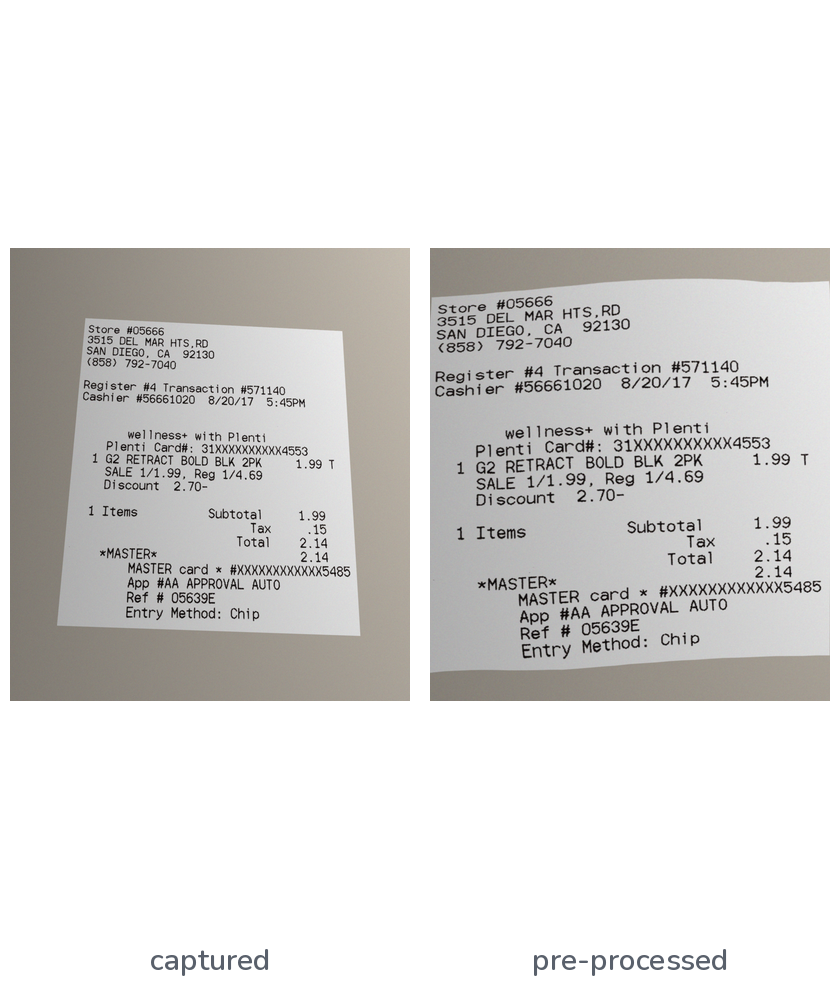 Store #05666
3515 DEL MAR HTS,RD
SAN DIEGO, CA  92130
(858) 792-7040
Register #4 Transaction #571140
Cashier #56661020  8/20/17  5:45PM
wellness+ with Plenti
Plenti Card#: 31XXXXXXXXXX4553
1 G2 RETRACT BOLD BLK 2PK 1.99 T
SALE 1/1.99, Reg 1/4.69
Discount  2.70-
1 Items Subtotal 1.99
Tax .15
Total 2.14
*MASTER* 2.14
MASTER card * #XXXXXXXXXXXX5485
App #AA APPROVAL AUTO
Ref # 05639E
Entry Method: Chip
captured
Store #05666
3515 DEL MAR HTS,RD
SAN DIEGO, CA  92130
(858) 792-7040
Register #4 Transaction #571140
Cashier #56661020  8/20/17  5:45PM
wellness+ with Plenti
Plenti Card#: 31XXXXXXXXXX4553
1 G2 RETRACT BOLD BLK 2PK 1.99 T
SALE 1/1.99, Reg 1/4.69
Discount  2.70-
1 Items Subtotal 1.99
Tax .15
Total 2.14
*MASTER* 2.14
MASTER card * #XXXXXXXXXXXX5485
App #AA APPROVAL AUTO
Ref # 05639E
Entry Method: Chip
pre-processed